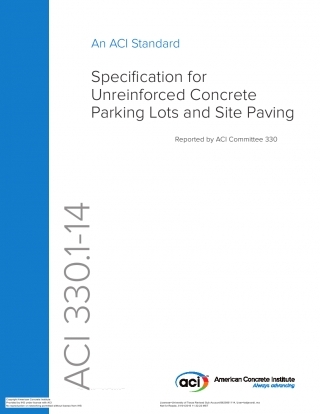 An ACI Standard
Specification for
Unreinforced Concrete
Parking Lots and Site Paving
Reported by ACI Committee 330
ACI 330.1-14
aci
American Concrete Institute
Always advancing